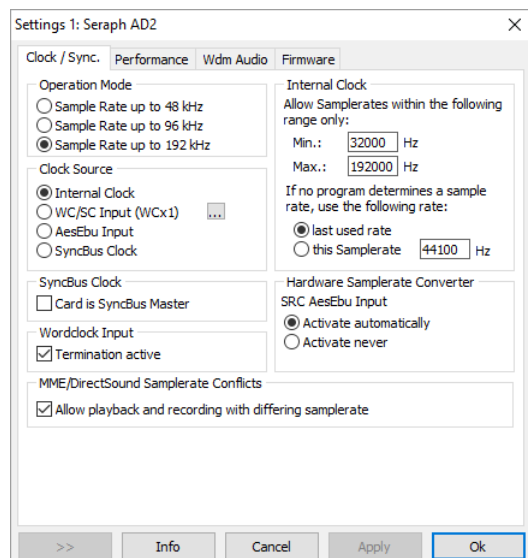 Settings 1: Seraph AD2
Clock / Sync.
Performance
Wdm Audio
Firmware
Operation Mode
Sample Rate up to 48 kHz
Sample Rate up to 96 kHz
Sample Rate up to 192 kHz
Clock Source
Internal Clock
WC/SC Input (WCx1)
...
AesEbu Input
SyncBus Clock
SyncBus Clock
Card is SyncBus Master
Wordclock Input
Termination active
Internal Clock
Allow Samplerates within the following
range only:
Min.: 32000 Hz
Max.: 192000 Hz
If no program determines a sample
rate, use the following rate:
last used rate
this Samplerate 44100 Hz
Hardware Samplerate Converter
SRC AesEbu Input
Activate automatically
Activate never
MME/DirectSound Samplerate Conflicts
Allow playback and recording with differing samplerate
>>
Info
Cancel
Apply
Ok